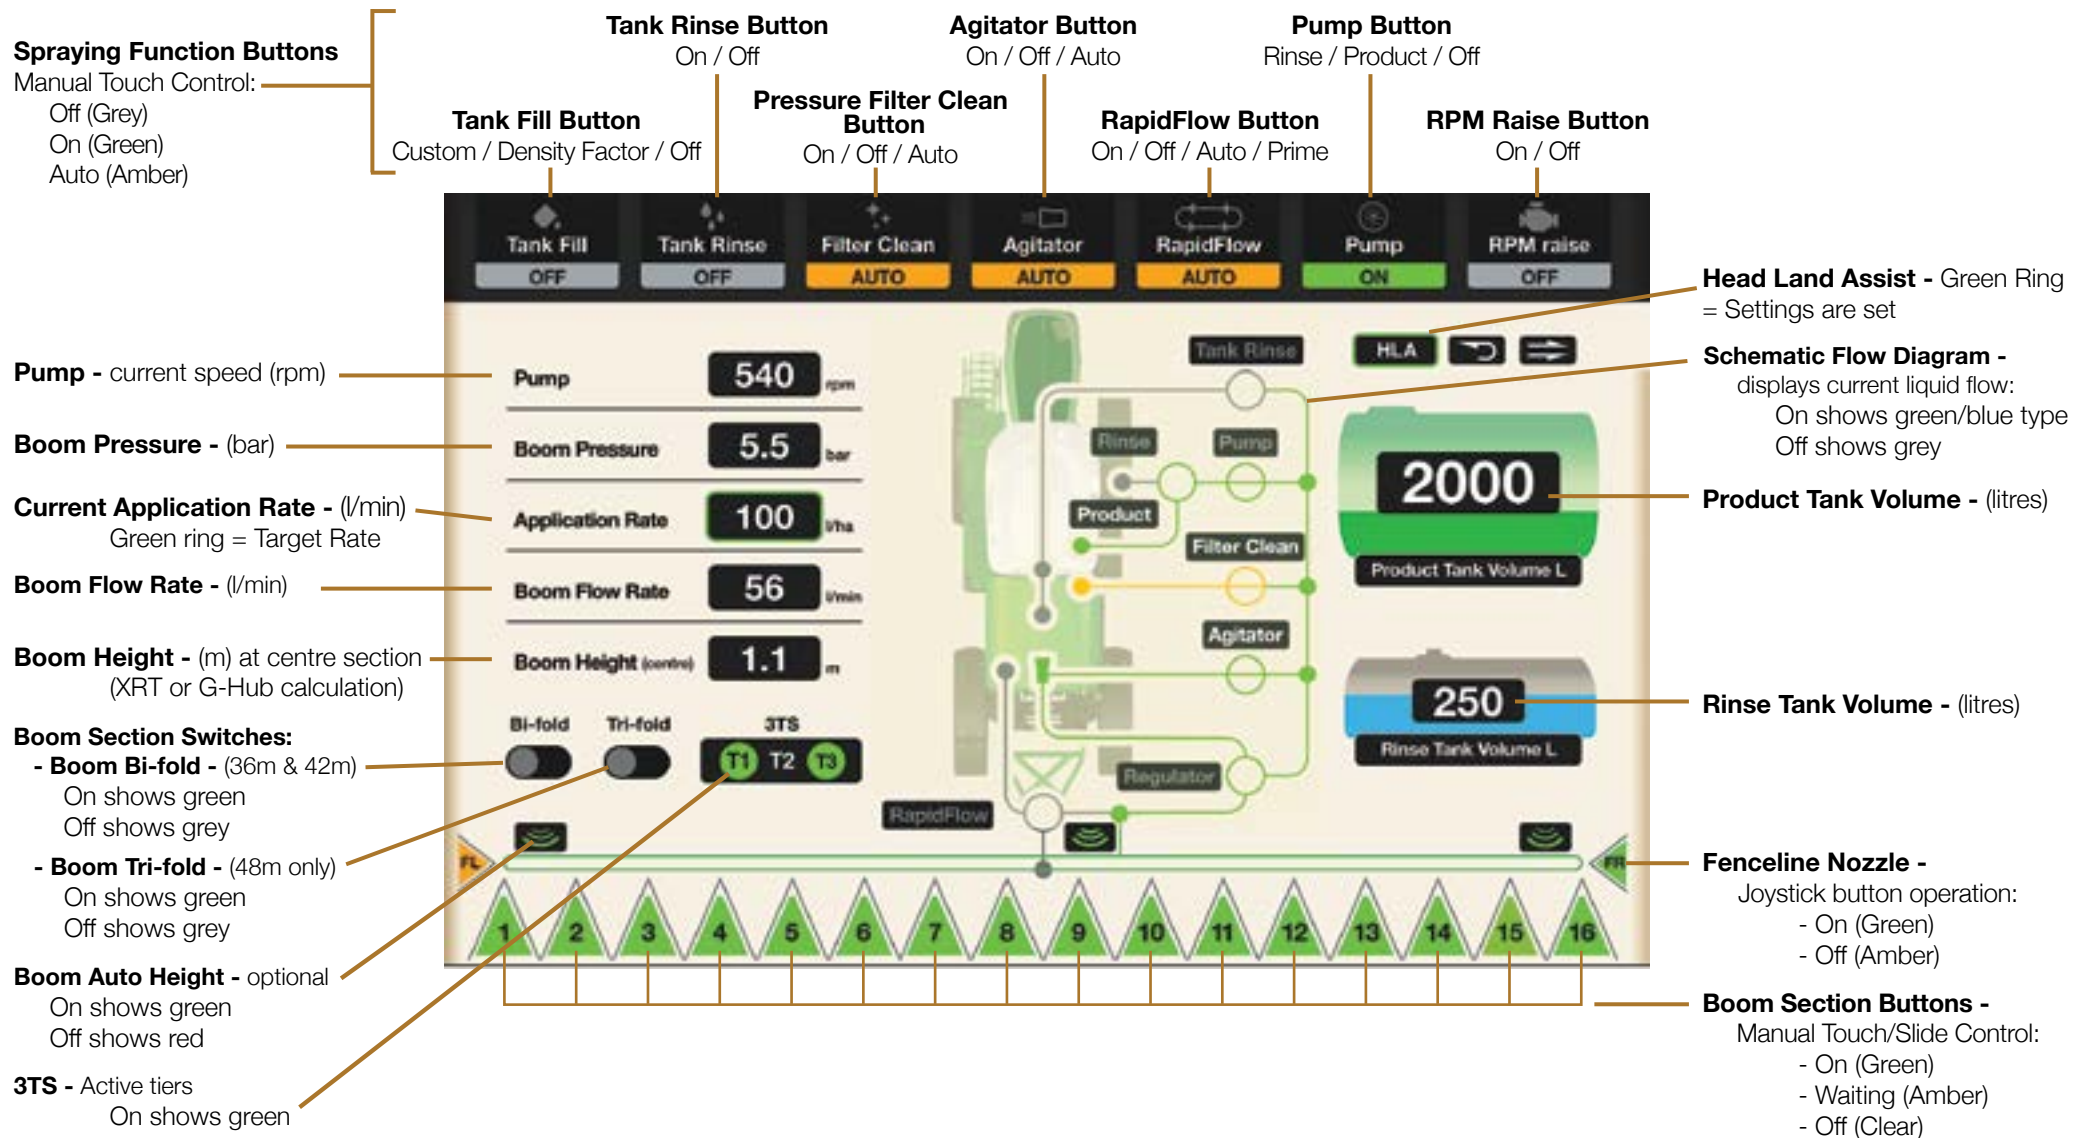 Spraying Function Buttons
Manual Touch Control:
Off (Grey)
On (Green)
Auto (Amber)
Tank Rinse Button
On / Off
Agitator Button
On / Off / Auto
Pump Button
Rinse / Product / Off
Tank Fill Button
Custom / Density Factor / Off
Pressure Filter Clean
Button
On / Off / Auto
RapidFlow Button
On / Off / Auto / Prime
RPM Raise Button
On / Off
Tank Fill
OFF
Tank Rinse
OFF
Filter Clean
AUTO
Agitator
AUTO
RapidFlow
AUTO
Pump
ON
RPM raise
OFF
Pump - current speed (rpm)
Boom Pressure - (bar)
Current Application Rate - (l/min)
Green ring = Target Rate
Boom Flow Rate - (l/min)
Boom Height - (m) at centre section
(XRT or G-Hub calculation)
Boom Section Switches:
- Boom Bi-fold - (36m & 42m)
On shows green
Off shows grey
- Boom Tri-fold - (48m only)
On shows green
Off shows grey
Boom Auto Height - optional
On shows green
Off shows red
3TS - Active tiers
On shows green
Pump 540 rpm
Boom Pressure 5.5 bar
Application Rate 100 l/ha
Boom Flow Rate 56 l/min
Boom Height (centre) 1.1 m
Bi-fold Tri-fold 3TS
T1 T2 T3
Tank Rinse
Rinse
Pump
Product
Filter Clean
Agitator
Regulator
RapidFlow
HLA
2000
Product Tank Volume L
250
Rinse Tank Volume L
FL
FR
1 2 3 4 5 6 7 8 9 10 11 12 13 14 15 16
Head Land Assist - Green Ring
= Settings are set
Schematic Flow Diagram -
displays current liquid flow:
On shows green/blue type
Off shows grey
Product Tank Volume - (litres)
Rinse Tank Volume - (litres)
Fenceline Nozzle -
Joystick button operation:
- On (Green)
- Off (Amber)
Boom Section Buttons -
Manual Touch/Slide Control:
- On (Green)
- Waiting (Amber)
- Off (Clear)